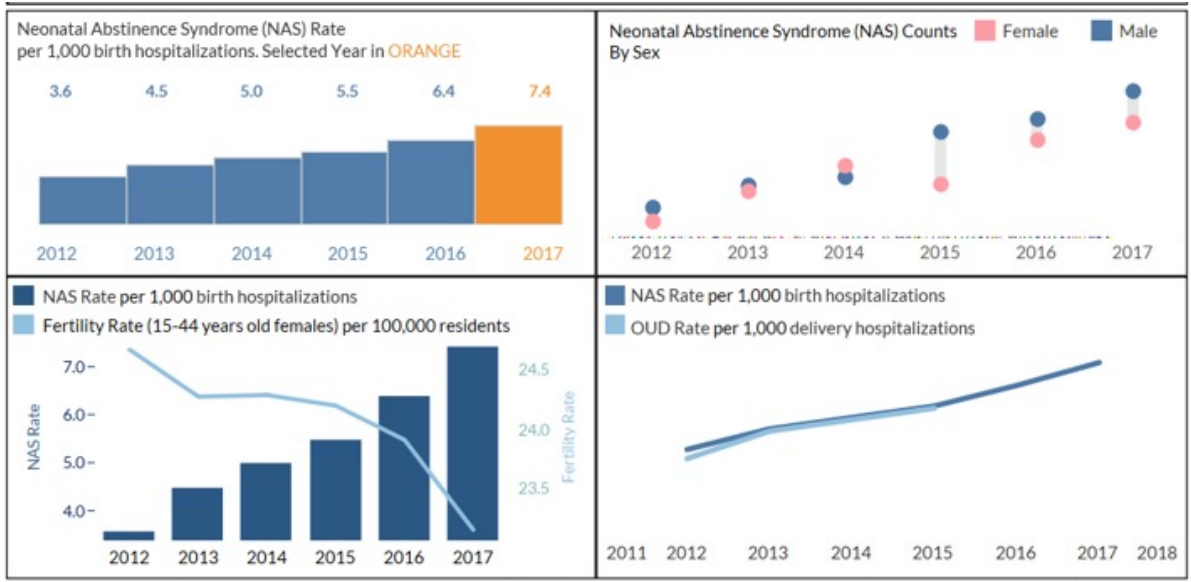 Neonatal Abstinence Syndrome (NAS) Rate
per 1,000 birth hospitalizations. Selected Year in ORANGE
3.6 4.5 5.0 5.5 6.4 7.4
2012 2013 2014 2015 2016 2017
Neonatal Abstinence Syndrome (NAS) Counts Female Male
By Sex
2012 2013 2014 2015 2016 2017
NAS Rate per 1,000 birth hospitalizations
Fertility Rate (15-44 years old females) per 100,000 residents
NAS Rate
7.0
6.0
5.0
4.0
24.5
24.0
23.5
Fertility Rate
2012 2013 2014 2015 2016 2017
NAS Rate per 1,000 birth hospitalizations
OUD Rate per 1,000 delivery hospitalizations
2011 2012 2013 2014 2015 2016 2017 2018